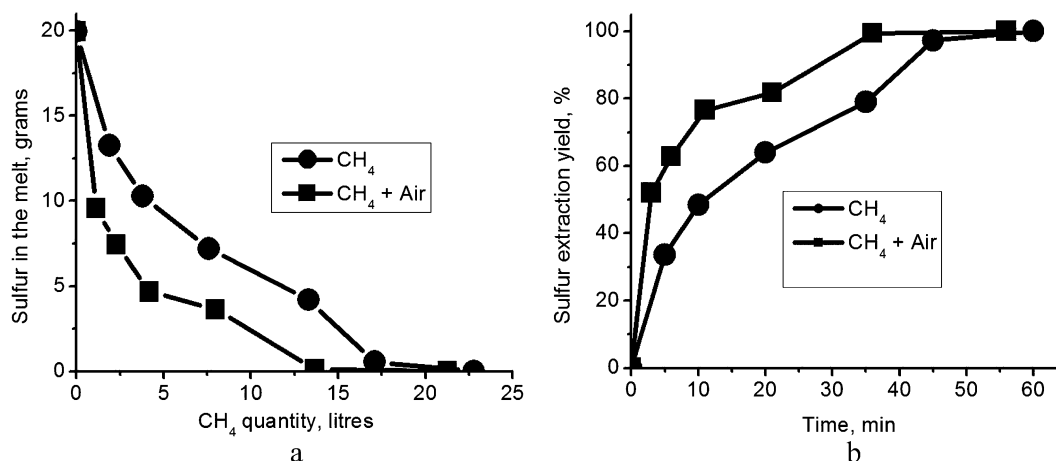 20
15
10
5
0
Sulfur in the melt, grams
CH₄
CH₄ + Air
0 5 10 15 20 25
CH₄ quantity, litres
a
100
80
60
40
20
0
Sulfur extraction yield, %
CH₄
CH₄ + Air
0 10 20 30 40 50 60
Time, min
b